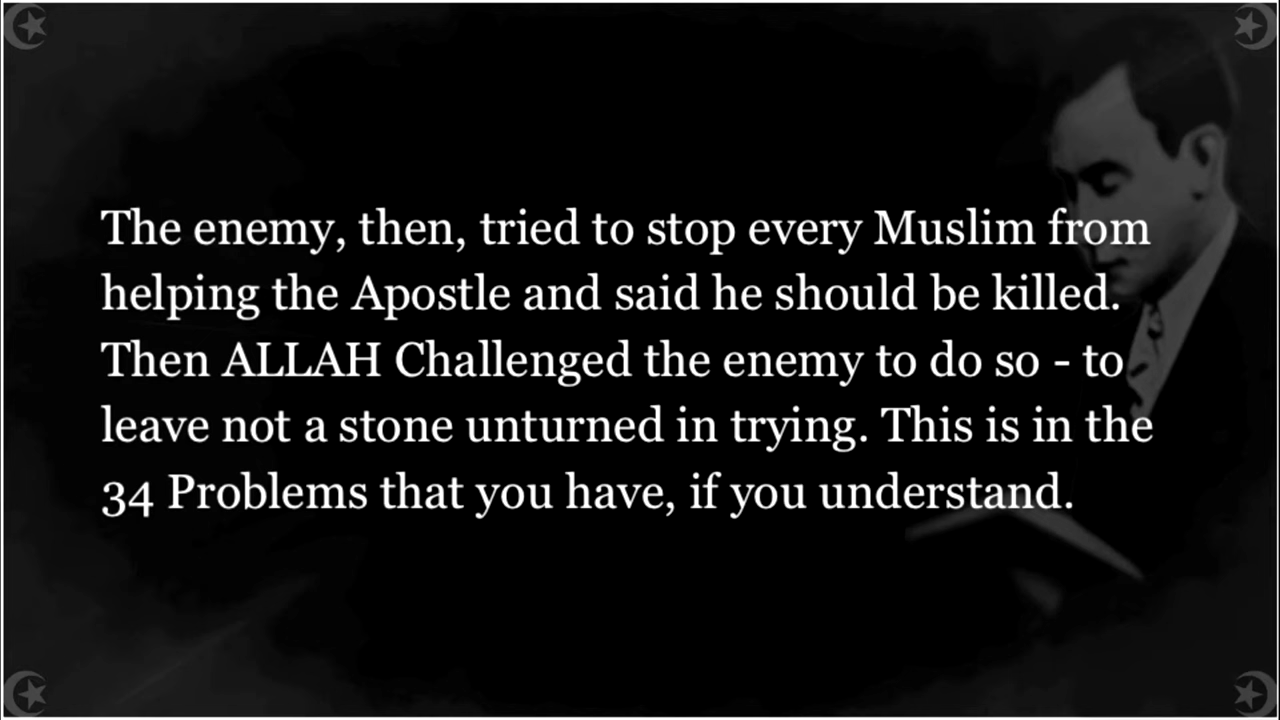 The enemy, then, tried to stop every Muslim from
helping the Apostle and said he should be killed.
Then ALLAH Challenged the enemy to do so - to
leave not a stone unturned in trying. This is in the
34 Problems that you have, if you understand.